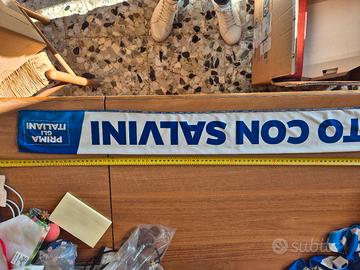 TO CON SALVINI
PRIMA
GLI
ITALIANI
subito